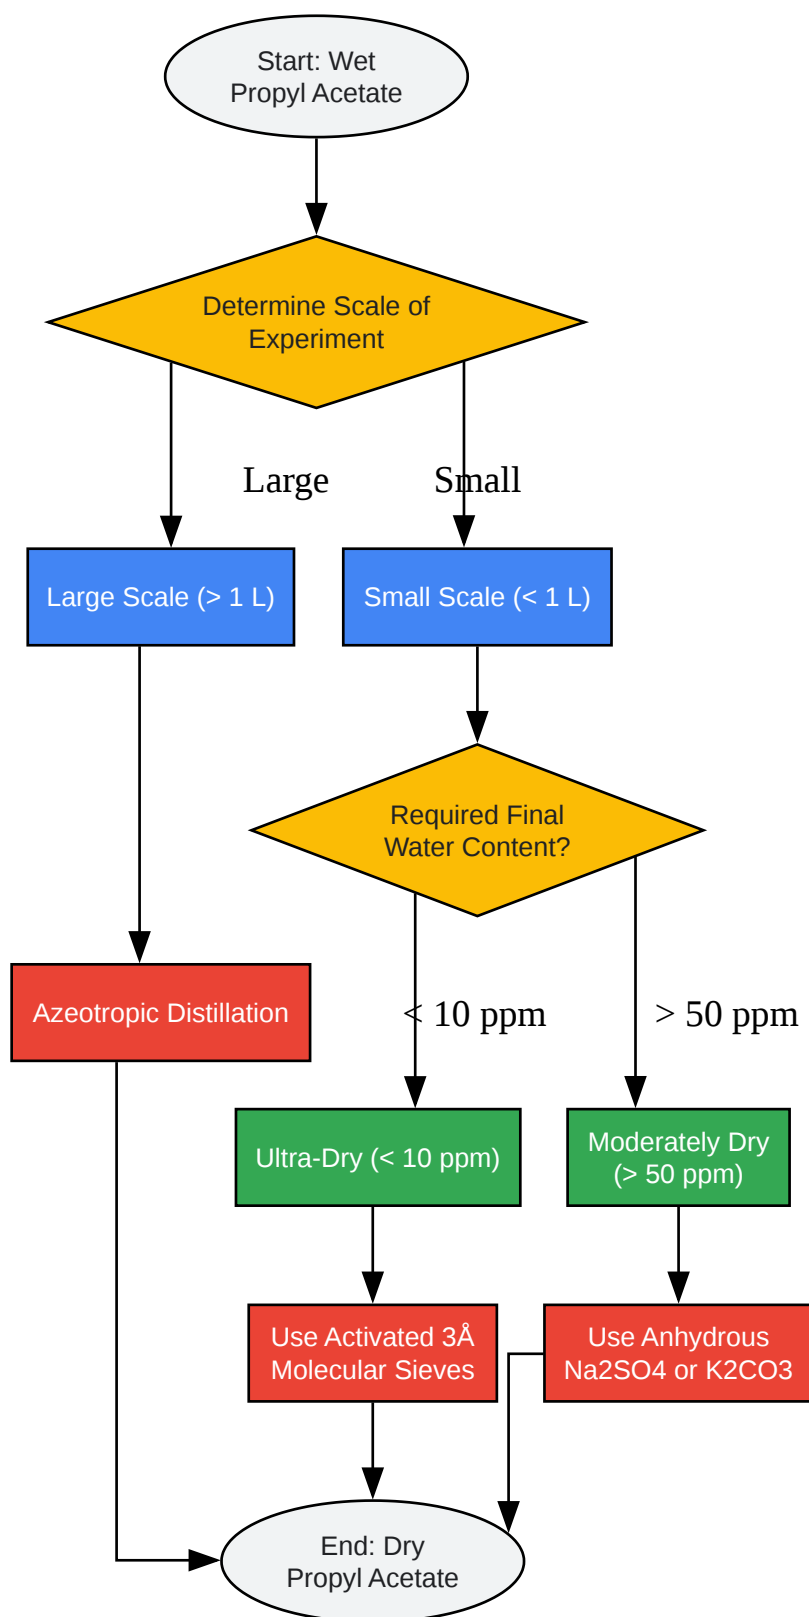 Start: Wet
Propyl Acetate
Determine Scale of
Experiment
Large
Small
Large Scale (> 1 L)
Small Scale (< 1 L)
Required Final
Water Content?
Azeotropic Distillation
< 10 ppm
> 50 ppm
Ultra-Dry (< 10 ppm)
Moderately Dry
(> 50 ppm)
Use Activated 3Å
Molecular Sieves
Use Anhydrous
Na2SO4 or K2CO3
End: Dry
Propyl Acetate